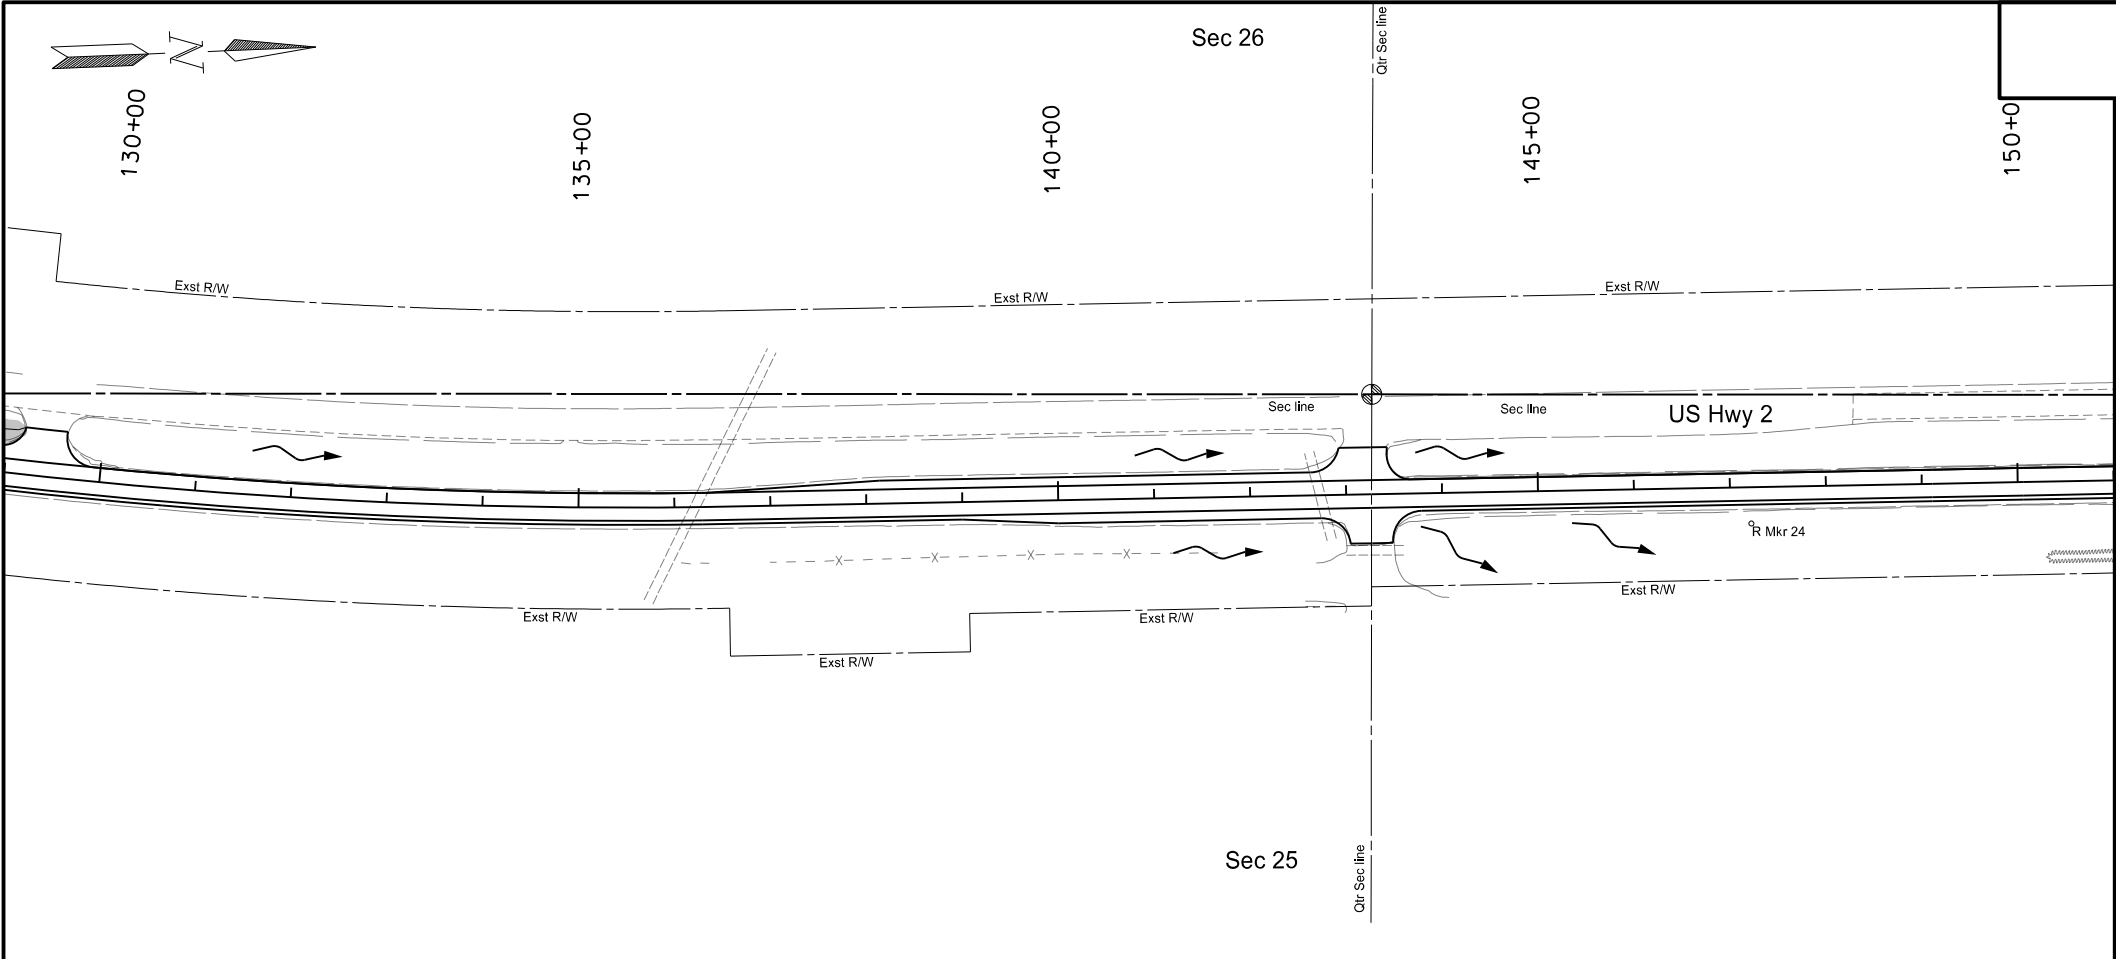 Sec 26
Qtr Sec line
N
130+00
135+00
140+00
145+00
150+0
Exst R/W
Exst R/W
Exst R/W
Sec line
Sec line
US Hwy 2
X
X
X
X
R Mkr 24
Exst R/W
Exst R/W
Exst R/W
Exst R/W
Sec 25
Qtr Sec line